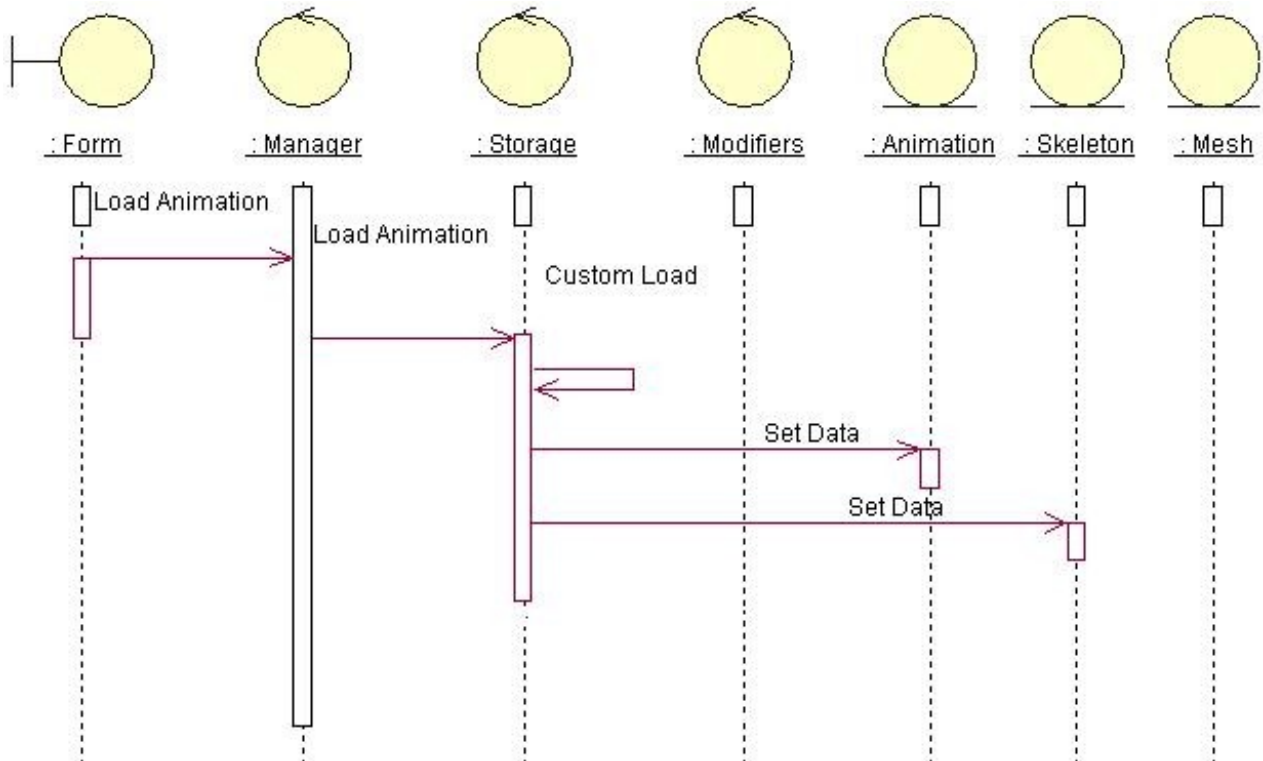 : Form
: Manager
: Storage
: Modifiers
: Animation
: Skeleton
: Mesh
Load Animation
Load Animation
Custom Load
Set Data
Set Data